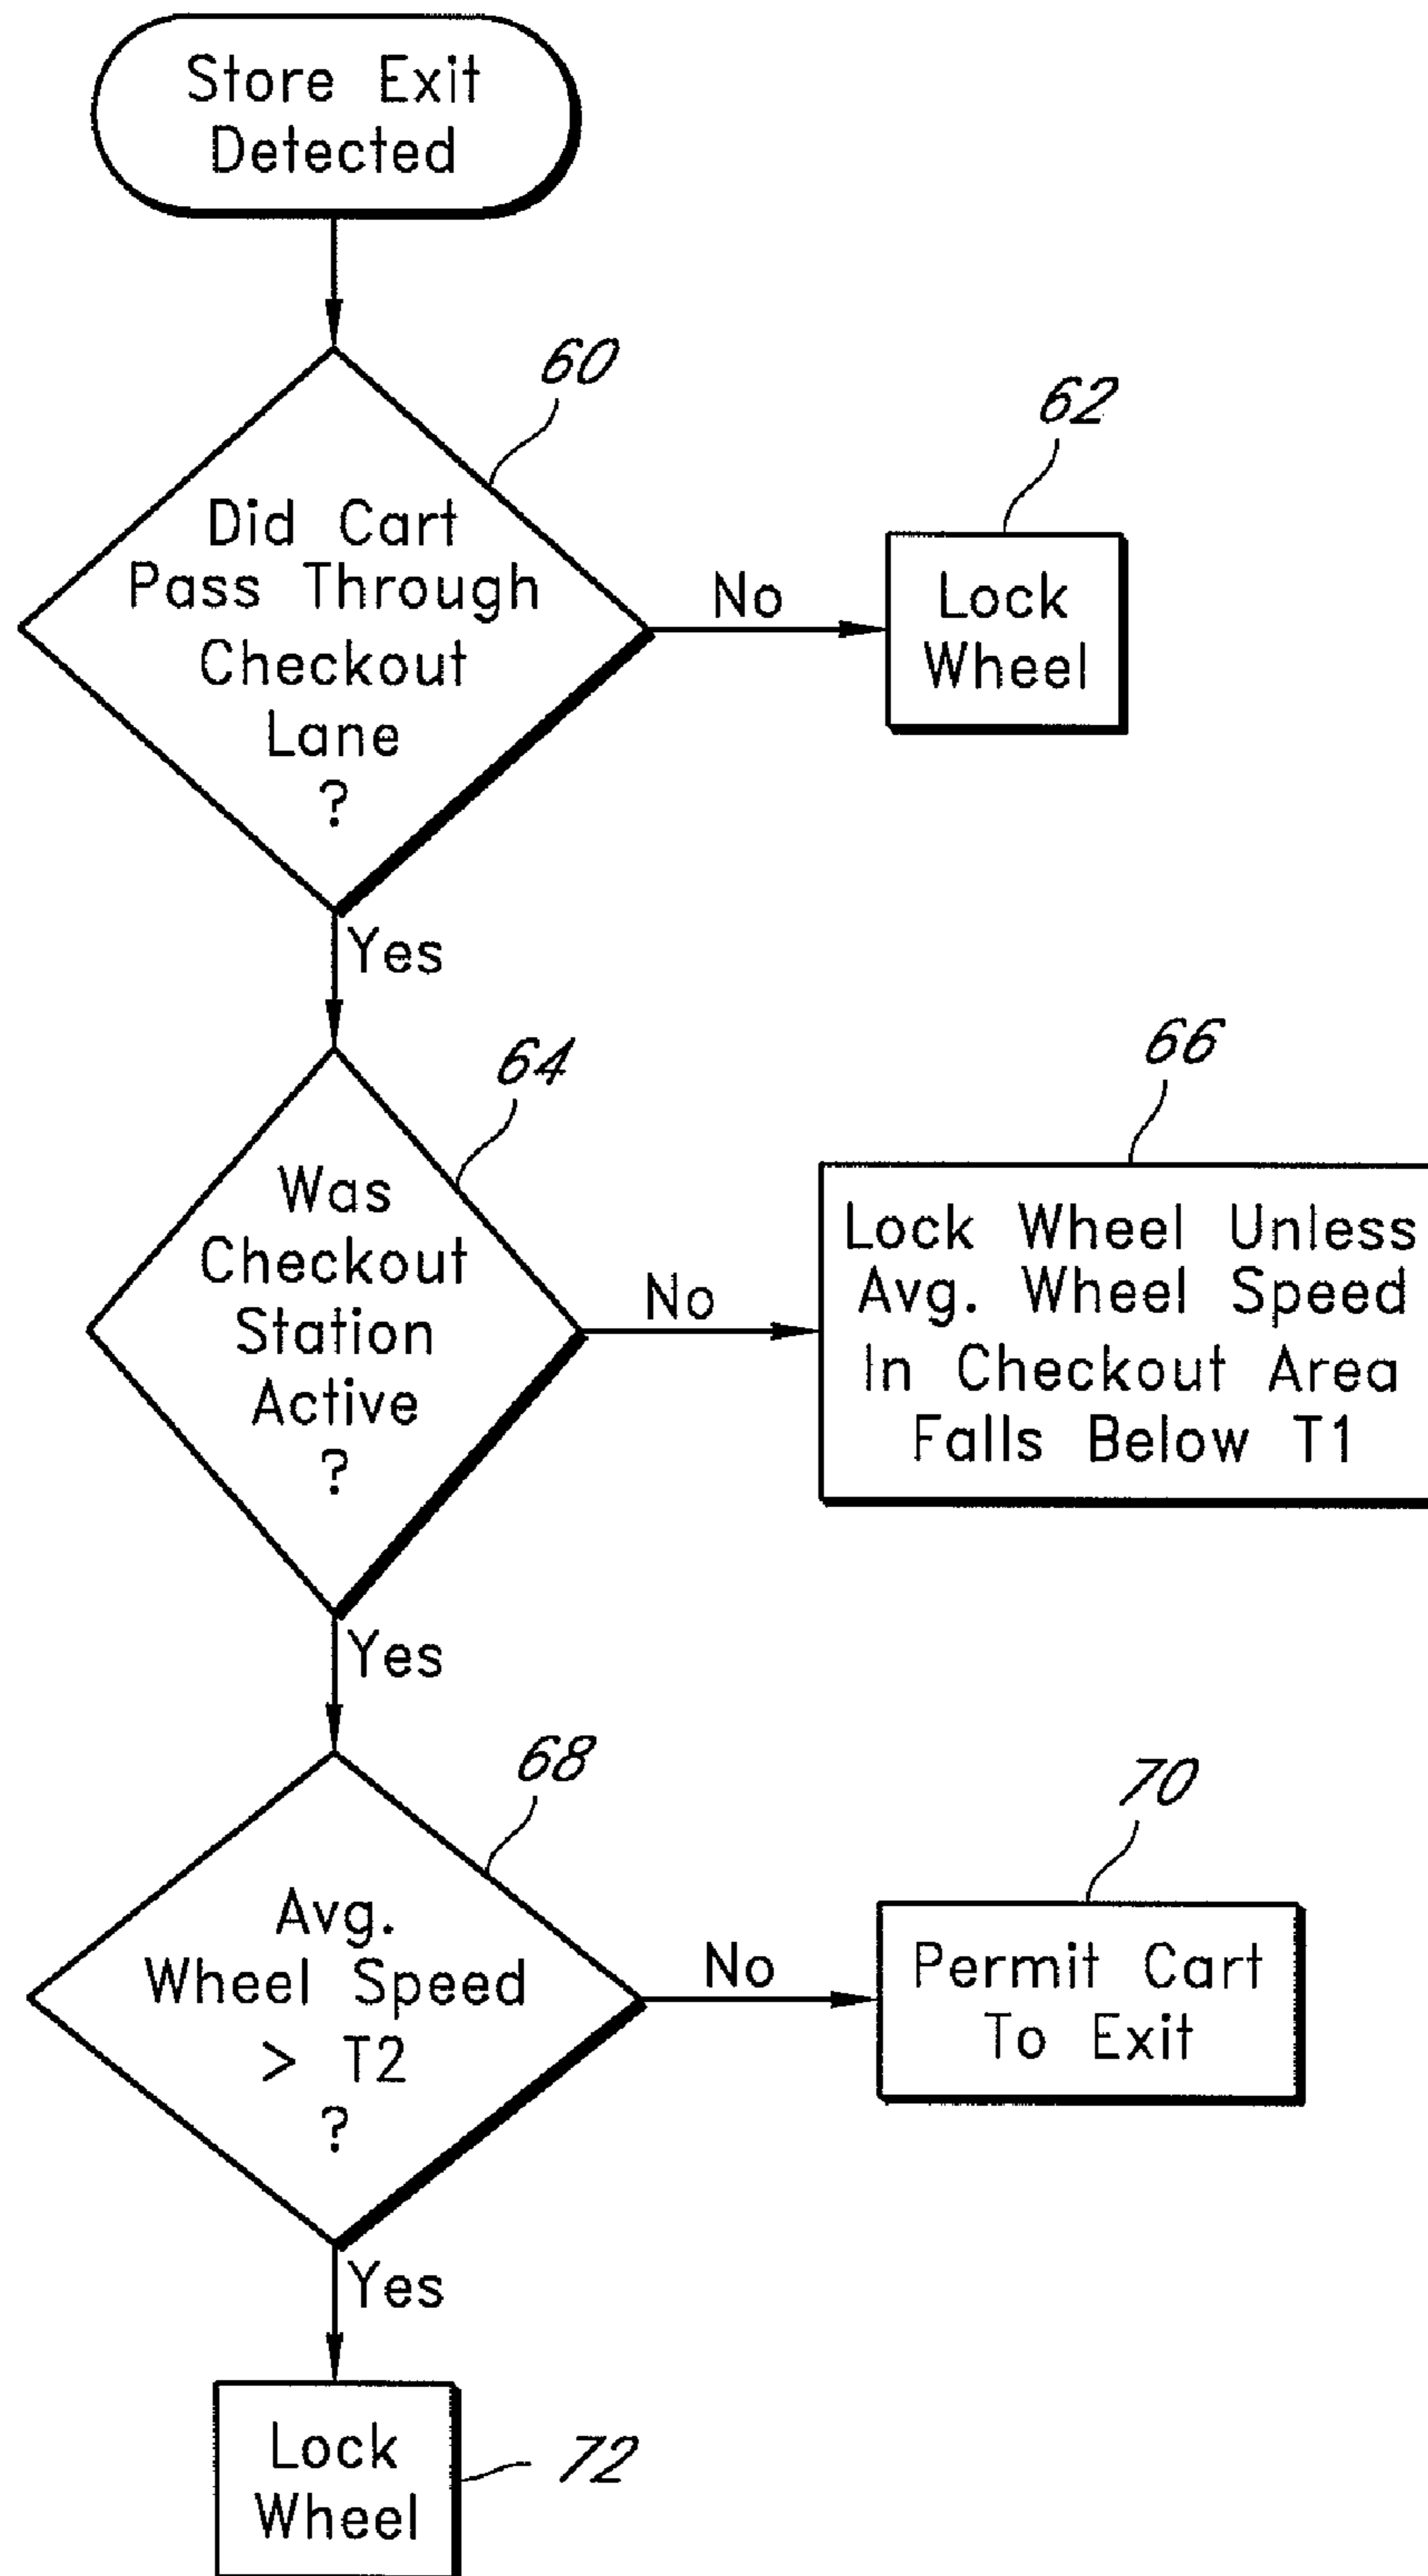 Store Exit
Detected
60
Did Cart
Pass Through
Checkout
Lane
?
No
62
Lock
Wheel
Yes
64
Was
Checkout
Station
Active
?
No
66
Lock Wheel Unless
Avg. Wheel Speed
In Checkout Area
Falls Below T1
Yes
68
Avg.
Wheel Speed
> T2
?
No
70
Permit Cart
To Exit
Yes
Lock
Wheel
72